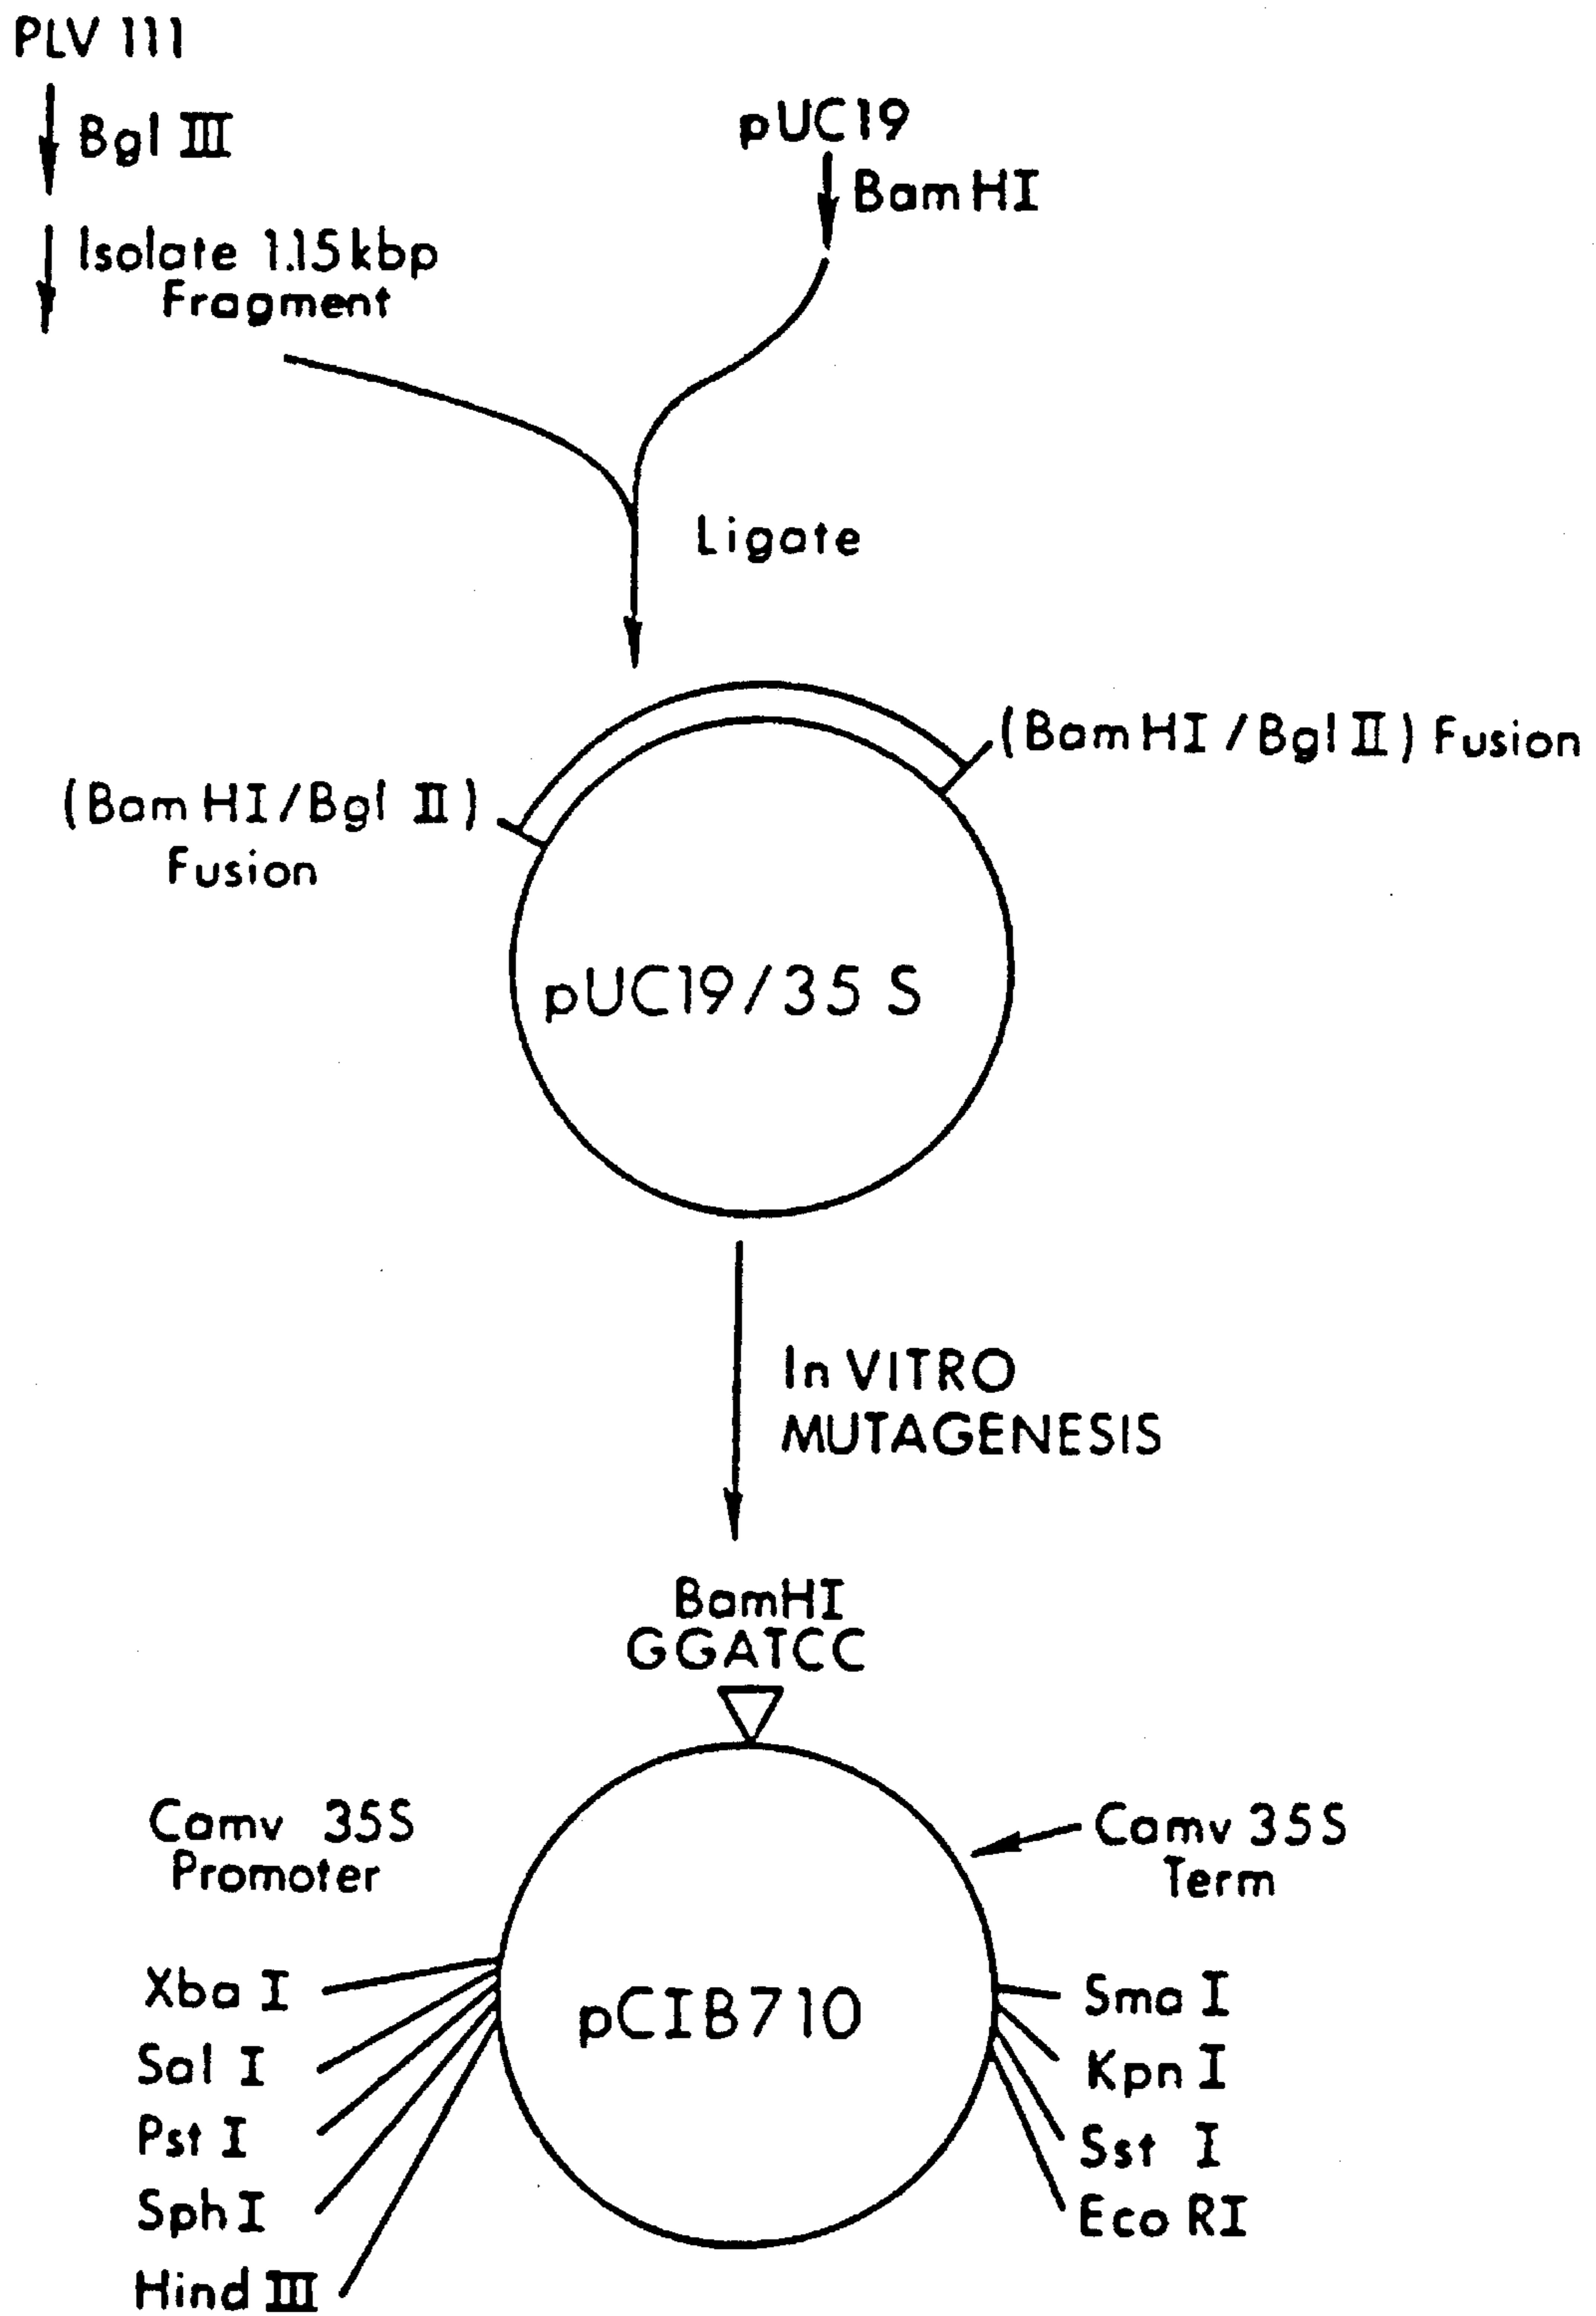 PLV 111
Bgl III
Isolate 1.15 kbp
Fragment
pUC19
BamHI
Ligate
(BamHI/Bgl II) Fusion
(BamHI/Bgl II)
Fusion
pUC19/35 S
In VITRO
MUTAGENESIS
BamHI
GGATCC
Camv 35S
Promoter
Camv 35S
Term
pCIB710
Xba I
Sal I
Pst I
Sph I
Hind III
Sma I
Kpn I
Sst I
Eco RI